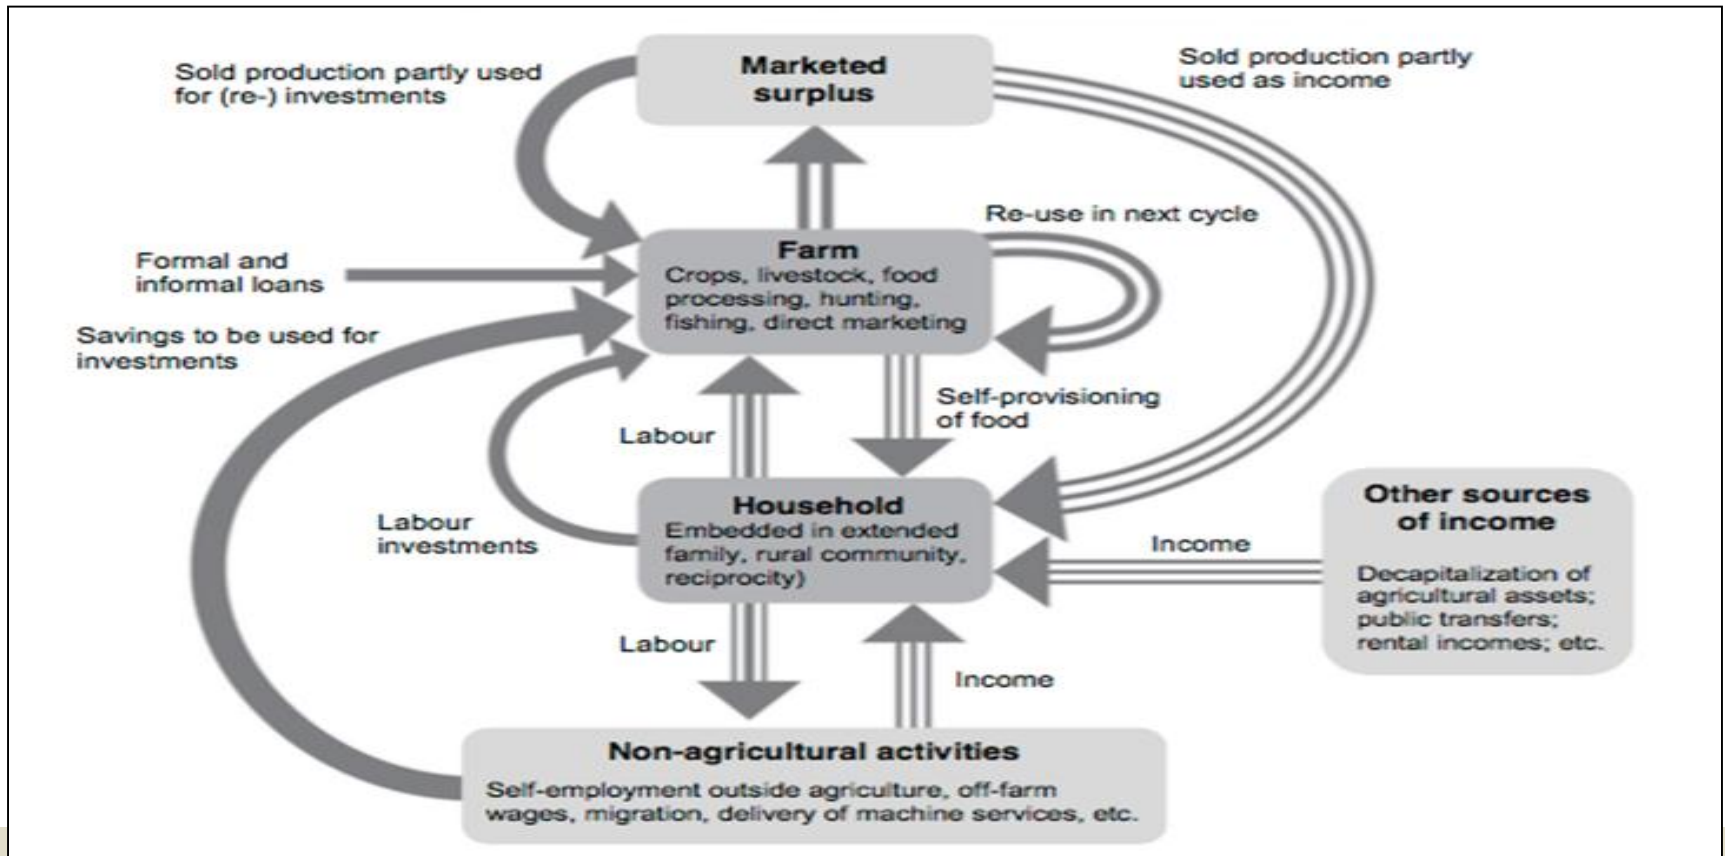 Marketed
surplus
Sold production partly used
for (re-) investments
Sold production partly
used as income
Re-use in next cycle
Farm
Crops, livestock, food
processing, hunting,
fishing, direct marketing
Formal and
informal loans
Savings to be used for
investments
Self-provisioning
of food
Labour
Household
Embedded in extended
family, rural community,
reciprocity)
Labour
investments
Other sources
of income
Decapitalization of
agricultural assets;
public transfers;
rental incomes; etc.
Income
Labour
Income
Non-agricultural activities
Self-employment outside agriculture, off-farm
wages, migration, delivery of machine services, etc.